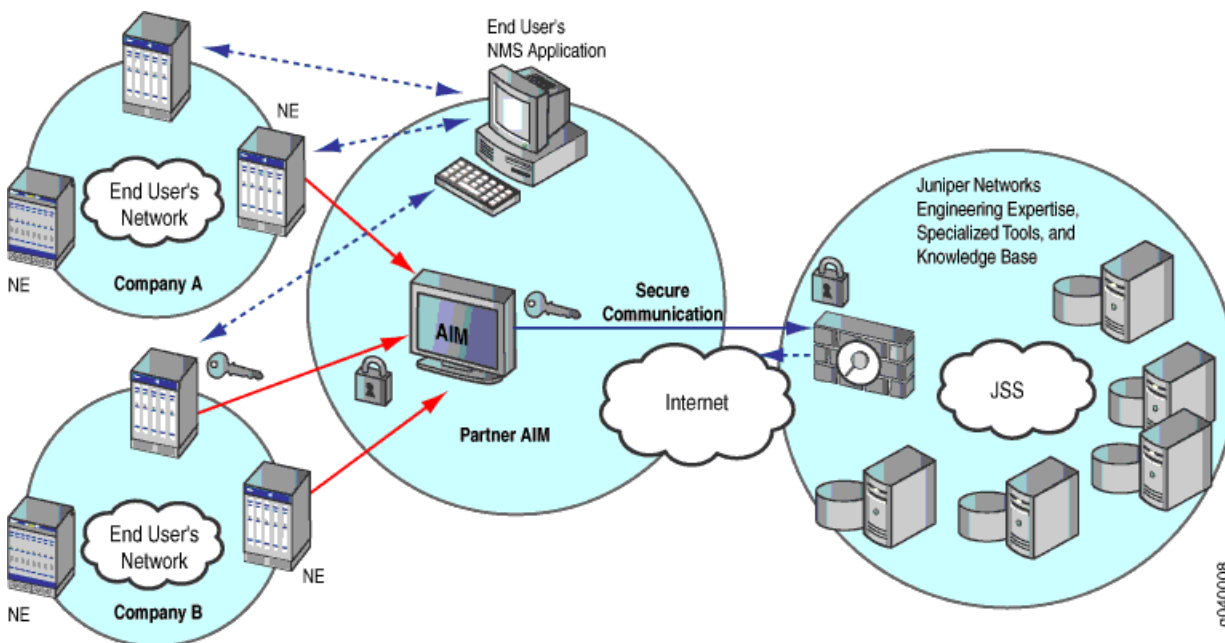 End User's
NMS Application
NE
End User's
Network
NE
Company A
Juniper Networks
Engineering Expertise,
Specialized Tools, and
Knowledge Base
Secure
Communication
AIM
Internet
JSS
Partner AIM
End User's
Network
NE
NE
Company B
g040008